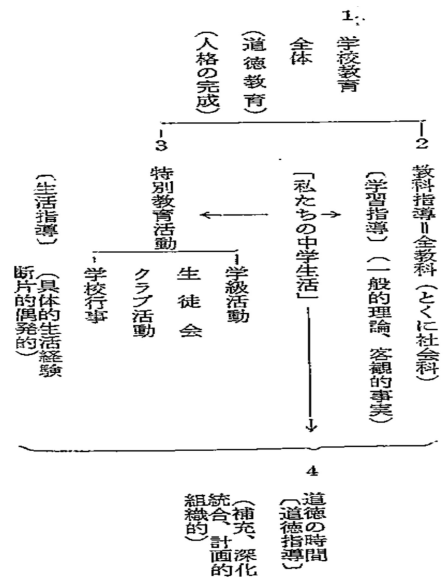 1. 学校教育
全体
（道徳教育）
（人格の完成）
2
教科指導＝全教科（とくに社会科）
〔学習指導〕（一般的理論、客観的事実）
「私たちの中学生活」
3
特別教育活動
学級活動
生徒会
クラブ活動
学校行事
〔生活指導〕
（具体的生活経験
断片的偶発的）
4
道徳の時間
〔道徳指導〕
（補充、深化
統合、計画的
組織的）